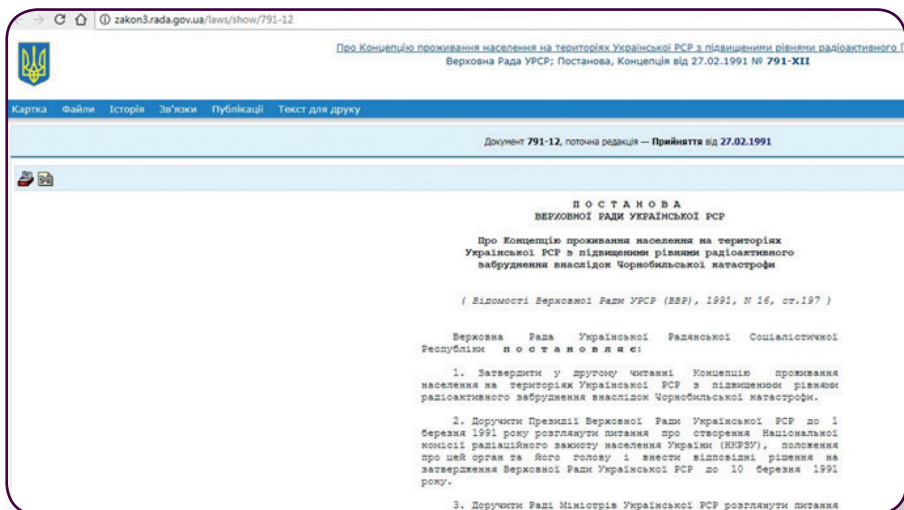 zakon3.rada.gov.ua/laws/show/791-12
Про Концепцію проживання населення на територіях Української РСР з підвищеними рівнями радіоактивного
Верховна Рада УРСР; Постанова, Концепція від 27.02.1991 № 791-XII
Картка Файли Історія Зв'язки Публікації Текст для друку
Документ 791-12, поточна редакція — Прийняття від 27.02.1991
П О С Т А Н О В А
ВЕРХОВНОЇ РАДИ УКРАЇНСЬКОЇ РСР
Про Концепцію проживання населення на територіях
Української РСР з підвищеними рівнями радіоактивного
забруднення внаслідок Чорнобильської катастрофи
( Відомості Верховної Ради УРСР (ВВР), 1991, N 16, ст.197 )
Верховна Рада Української Радянської Соціалістичної
Республіки п о с т а н о в л я є:
1. Затвердити у другому читанні Концепцію проживання
населення на територіях Української РСР з підвищеними рівнями
радіоактивного забруднення внаслідок Чорнобильської катастрофи.
2. Доручити Президії Верховної Ради Української РСР до 1
березня 1991 року розглянути питання про створення Національної
комісії радіаційного захисту населення України (НКРЗУ), положення
про цей орган та його голову і внести відповідні рішення на
затвердження Верховної Ради Української РСР до 10 березня 1991
року.
3. Доручити Раді Міністрів Української РСР розглянути питання